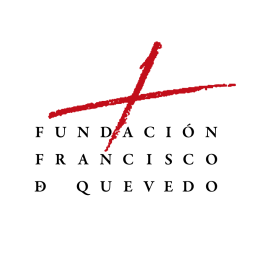 FUNDACIÓN
FRANCISCO
Đ QUEVEDO